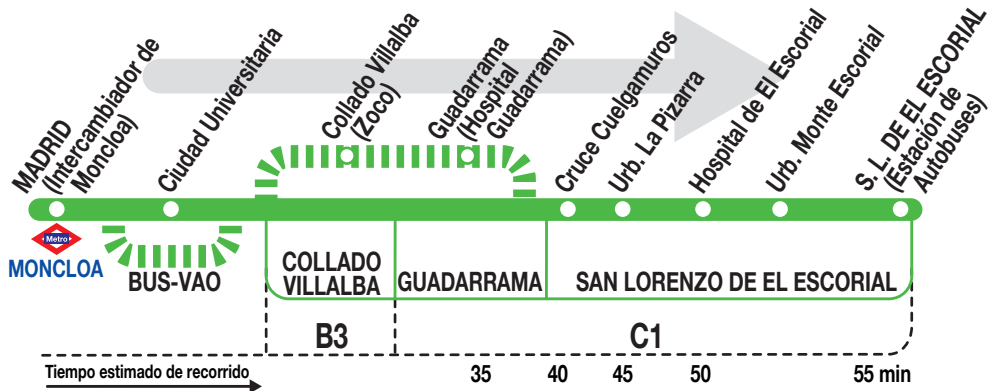 MADRID
(Intercambiador de
Moncloa)
Ciudad Universitaria
Collado Villalba
(Zoco)
Guadarrama
(Hospital
Guadarrama)
Cruce Cuelgamuros
Urb. La Pizarra
Hospital de El Escorial
Urb. Monte Escorial
S. L. DE EL ESCORIAL
(Estación de
Autobuses)
Metro
MONCLOA
BUS-VAO
COLLADO
VILLALBA
GUADARRAMA
SAN LORENZO DE EL ESCORIAL
B3
C1
Tiempo estimado de recorrido
35
40
45
50
55 min